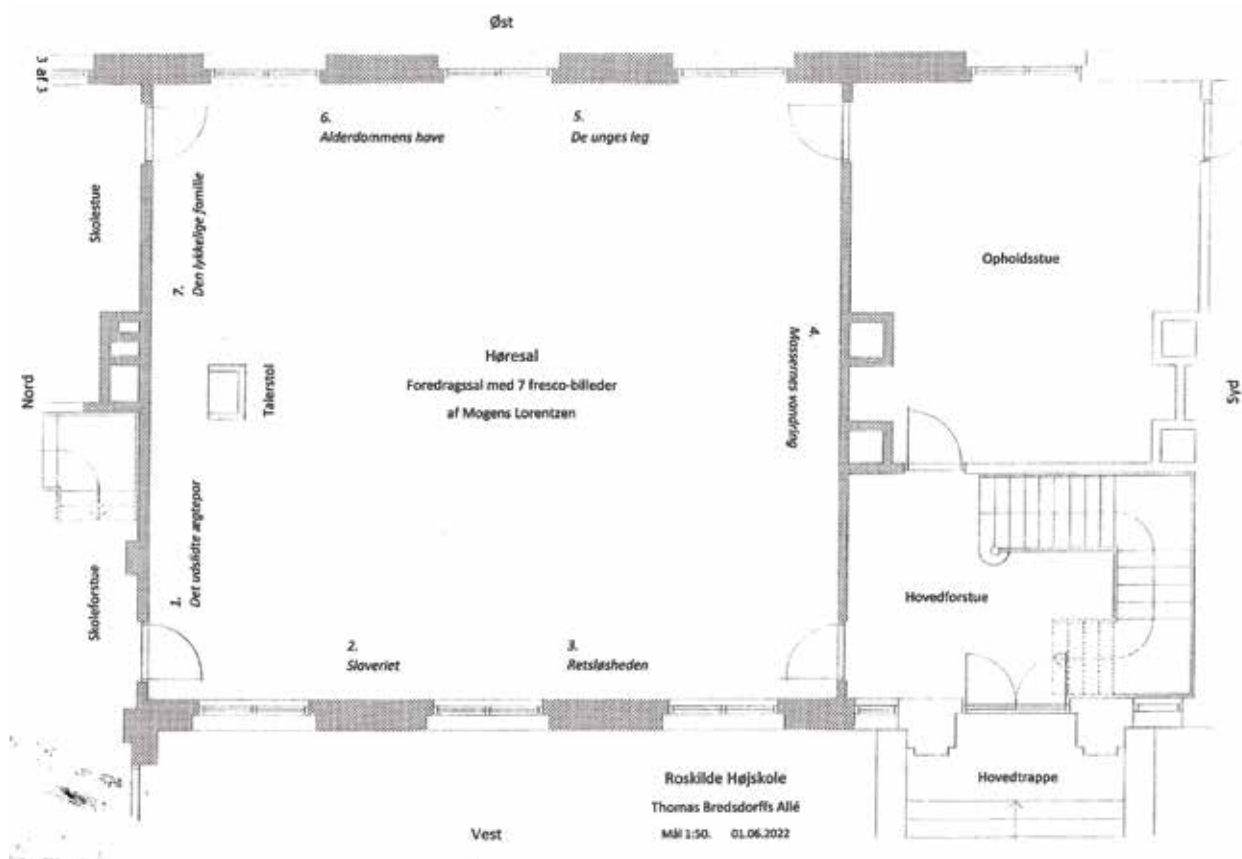 Øst
3 af 3
6.
Alderdommens have
5.
De unges leg
Skolestue
7.
Den lykkelige familie
Opholdsstue
Nord
Talerstol
Høresal
Foredragssal med 7 fresco-billeder
af Mogens Lorentzen
4.
Massernes vandring
Syd
Skoleforstue
1.
Det udslidte ægtepar
2.
Slaveriet
3.
Retsløsheden
Hovedforstue
Roskilde Højskole
Thomas Bredsdorffs Allé
Mål 1:50. 01.06.2022
Hovedtrappe
Vest